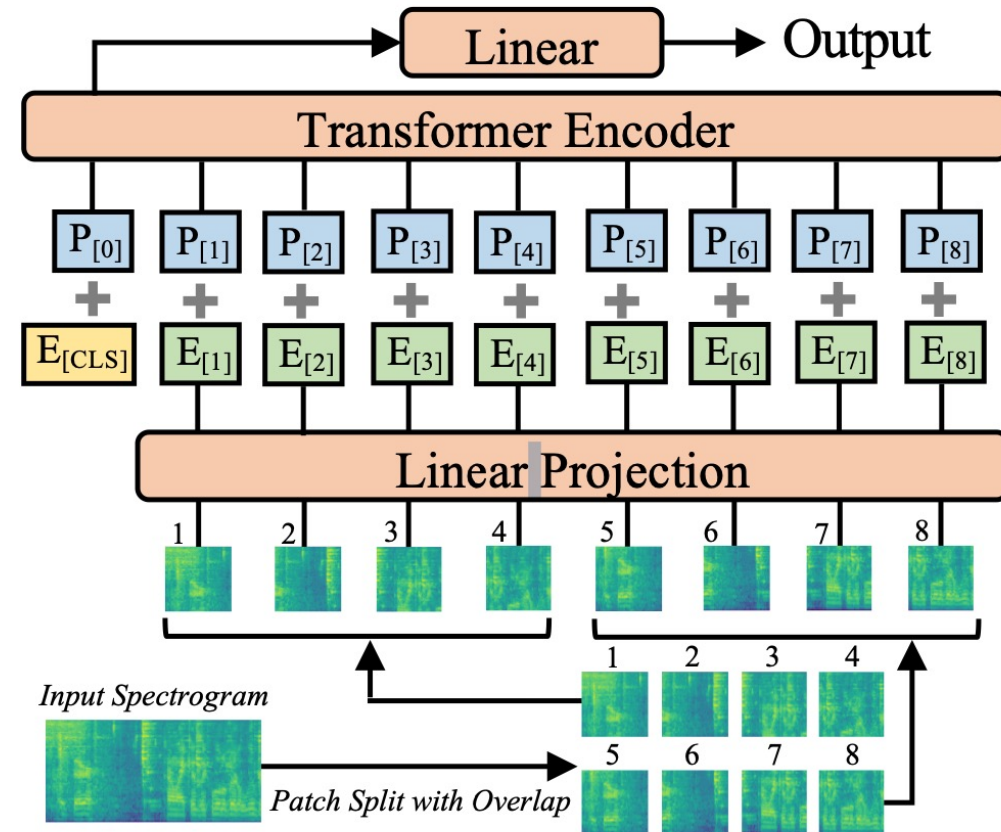 Linear
Output
Transformer Encoder
P[0] P[1] P[2] P[3] P[4] P[5] P[6] P[7] P[8]
+ + + + + + + + +
E[CLS] E[1] E[2] E[3] E[4] E[5] E[6] E[7] E[8]
Linear Projection
1 2 3 4 5 6 7 8
1 2 3 4
Input Spectrogram
5 6 7 8
Patch Split with Overlap